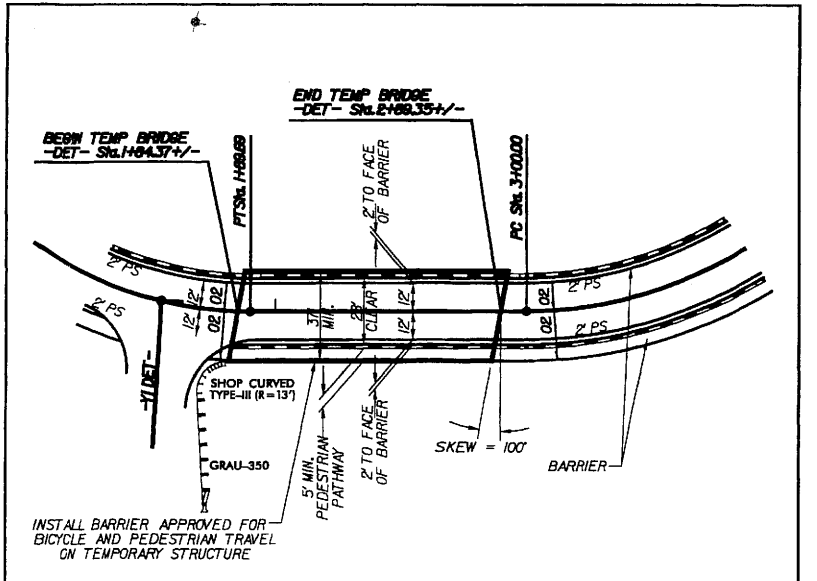 END TEMP BRIDGE
-DET- Sta.2+69.35+/-
BEGIN TEMP BRIDGE
-DET- Sta.1+64.37+/-
PT Sta. 1+69.69
2' TO FACE
OF BARRIER
PC Sta. 3+00.00
2' PS
2' PS
2' PS
2' PS
12'
12'
02
02
02
02
37'
MIN.
28'
CLEAR
12'
12'
-Y1 DET-
SHOP CURVED
TYPE-III (R=13')
GRAU-350
5' MIN.
PEDESTRIAN
PATHWAY
2' TO FACE
OF BARRIER
SKEW = 100°
BARRIER
INSTALL BARRIER APPROVED FOR
BICYCLE AND PEDESTRIAN TRAVEL
ON TEMPORARY STRUCTURE